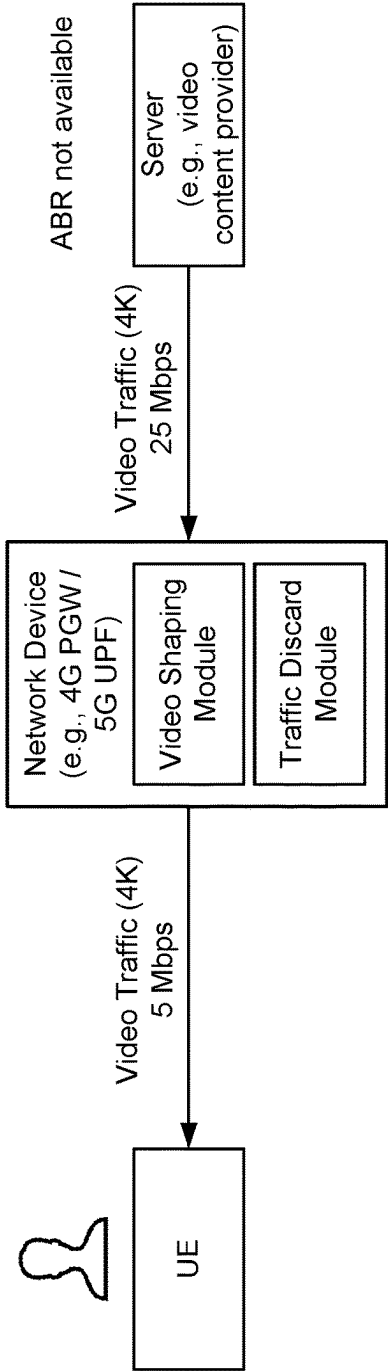 UE
Video Traffic (4K)
5 Mbps
Network Device
(e.g., 4G PGW /
5G UPF)
Video Shaping
Module
Traffic Discard
Module
Video Traffic (4K)
25 Mbps
ABR not available
Server
(e.g., video
content provider)